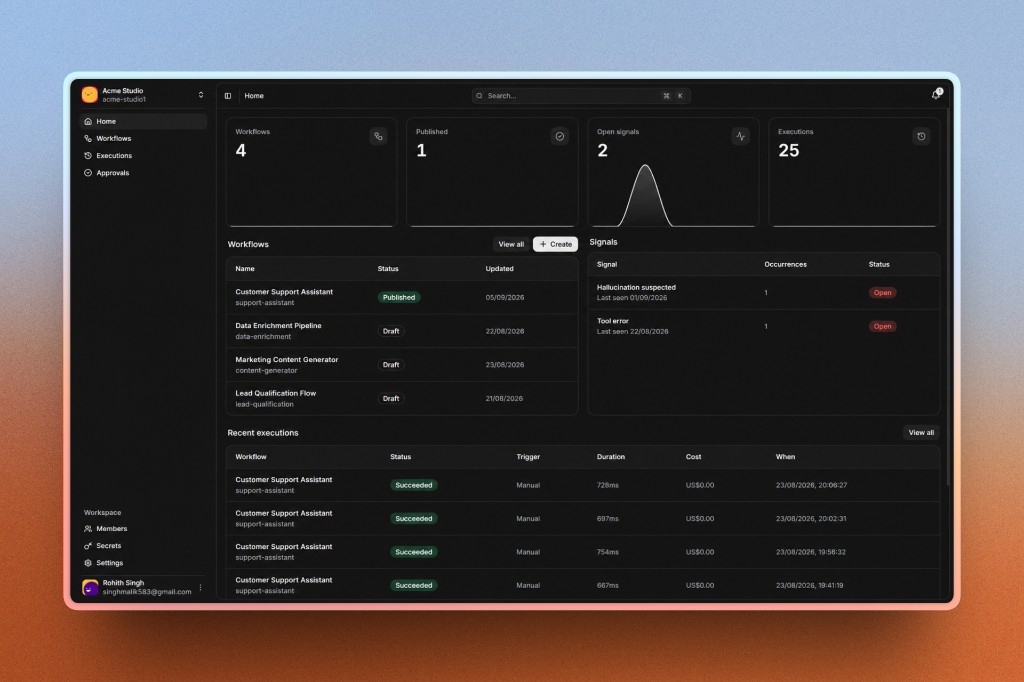 Acme Studio
acme-studio1
Home
Workflows
Executions
Approvals
Workspace
Members
Secrets
Settings
Rohith Singh
singhmalik583@gmail.com
Home
Search...
⌘ K
1
Workflows
4
Published
1
Open signals
2
Executions
25
Workflows
View all
+ Create
Name Status Updated
Customer Support Assistant
support-assistant
Published
05/09/2026
Data Enrichment Pipeline
data-enrichment
Draft
22/08/2026
Marketing Content Generator
content-generator
Draft
23/08/2026
Lead Qualification Flow
lead-qualification
Draft
21/08/2026
Signals
Signal Occurrences Status
Hallucination suspected
Last seen 01/09/2026
1
Open
Tool error
Last seen 22/08/2026
1
Open
Recent executions
View all
Workflow Status Trigger Duration Cost When
Customer Support Assistant
support-assistant
Succeeded Manual 728ms US$0.00 23/08/2026, 20:06:27
Customer Support Assistant
support-assistant
Succeeded Manual 697ms US$0.00 23/08/2026, 20:02:31
Customer Support Assistant
support-assistant
Succeeded Manual 754ms US$0.00 23/08/2026, 19:56:32
Customer Support Assistant
support-assistant
Succeeded Manual 667ms US$0.00 23/08/2026, 19:41:19